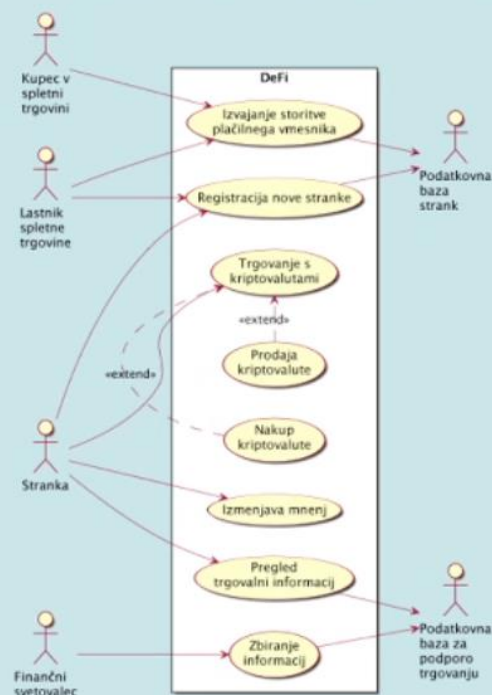 DeFi
Kupec v
spletni
trgovini
Izvajanje storitve
plačilnega vmesnika
Podatkovna
baza
strank
Lastnik
spletne
trgovine
Registracija nove stranke
Trgovanje s
kriptovalutami
«extend»
Prodaja
kriptovalute
«extend»
Nakup
kriptovalute
Stranka
Izmenjava mnenj
Pregled
trgovalni informacij
Podatkovna
baza za
podporo
trgovanju
Zbiranje
informacij
Finančni
svetovalec